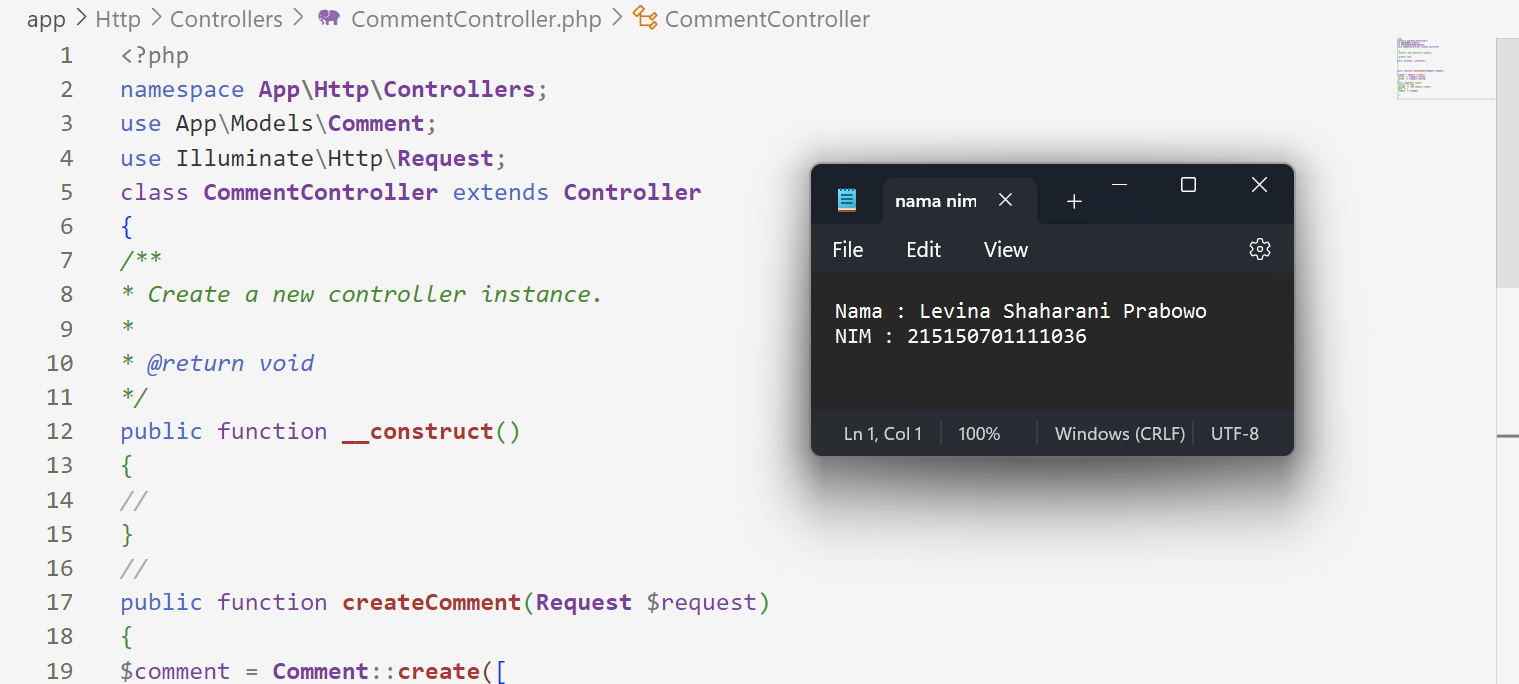 app > Http > Controllers > CommentController.php > CommentController
1 <?php
2 namespace App\Http\Controllers;
3 use App\Models\Comment;
4 use Illuminate\Http\Request;
5 class CommentController extends Controller
6 {
7 /**
8 * Create a new controller instance.
9 *
10 * @return void
11 */
12 public function __construct()
13 {
14 //
15 }
16 //
17 public function createComment(Request $request)
18 {
19 $comment = Comment::create([
nama nim
File Edit View
Nama : Levina Shaharani Prabowo
NIM : 215150701111036
Ln 1, Col 1 100% Windows (CRLF) UTF-8